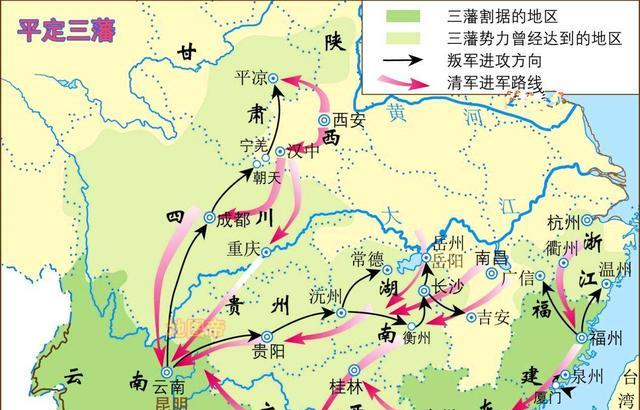 平定三藩
三藩割据的地区
三藩势力曾经达到的地区
叛军进攻方向
清军进军路线
甘
陕
平凉
肃
西安
西
黄
河
宁羌
汉中
朝天
四
成都
川
大
江
杭州
重庆
常德
岳州
岳阳
南昌
衢州
浙
广信
温州
江
贵
州
沅州
湖
长沙
吉安
福
南
衡州
贵阳
福州
云
南
云南
昆明
桂林
建
泉州
厦门
台
湾